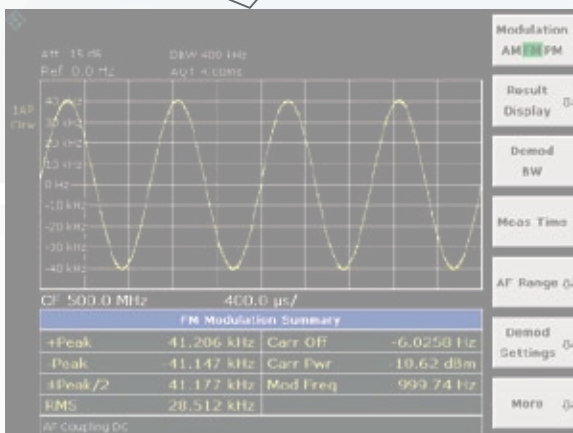 Att 15 dB DBW 400 kHz
Ref 0.0 Hz
1AP
Clrw
40 kHz
30 kHz
20 kHz
10 kHz
0 Hz
-10 kHz
-20 kHz
-30 kHz
-40 kHz
CF 500.0 MHz 400.0 µs/
FM Modulation Summary
+Peak 41.206 kHz Carr Off -6.0258 Hz
-Peak -41.147 kHz Carr Pwr -10.62 dBm
±Peak/2 41.177 kHz Mod Freq 999.74 Hz
RMS 28.512 kHz
AF Coupling DC
Modulation
AM FM PM
Result
Display
Demod
BW
Meas Time
AF Range
Demod
Settings
More